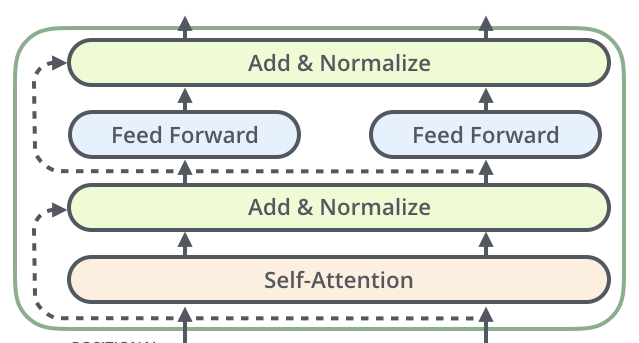 Add & Normalize
Feed Forward Feed Forward
Add & Normalize
Self-Attention